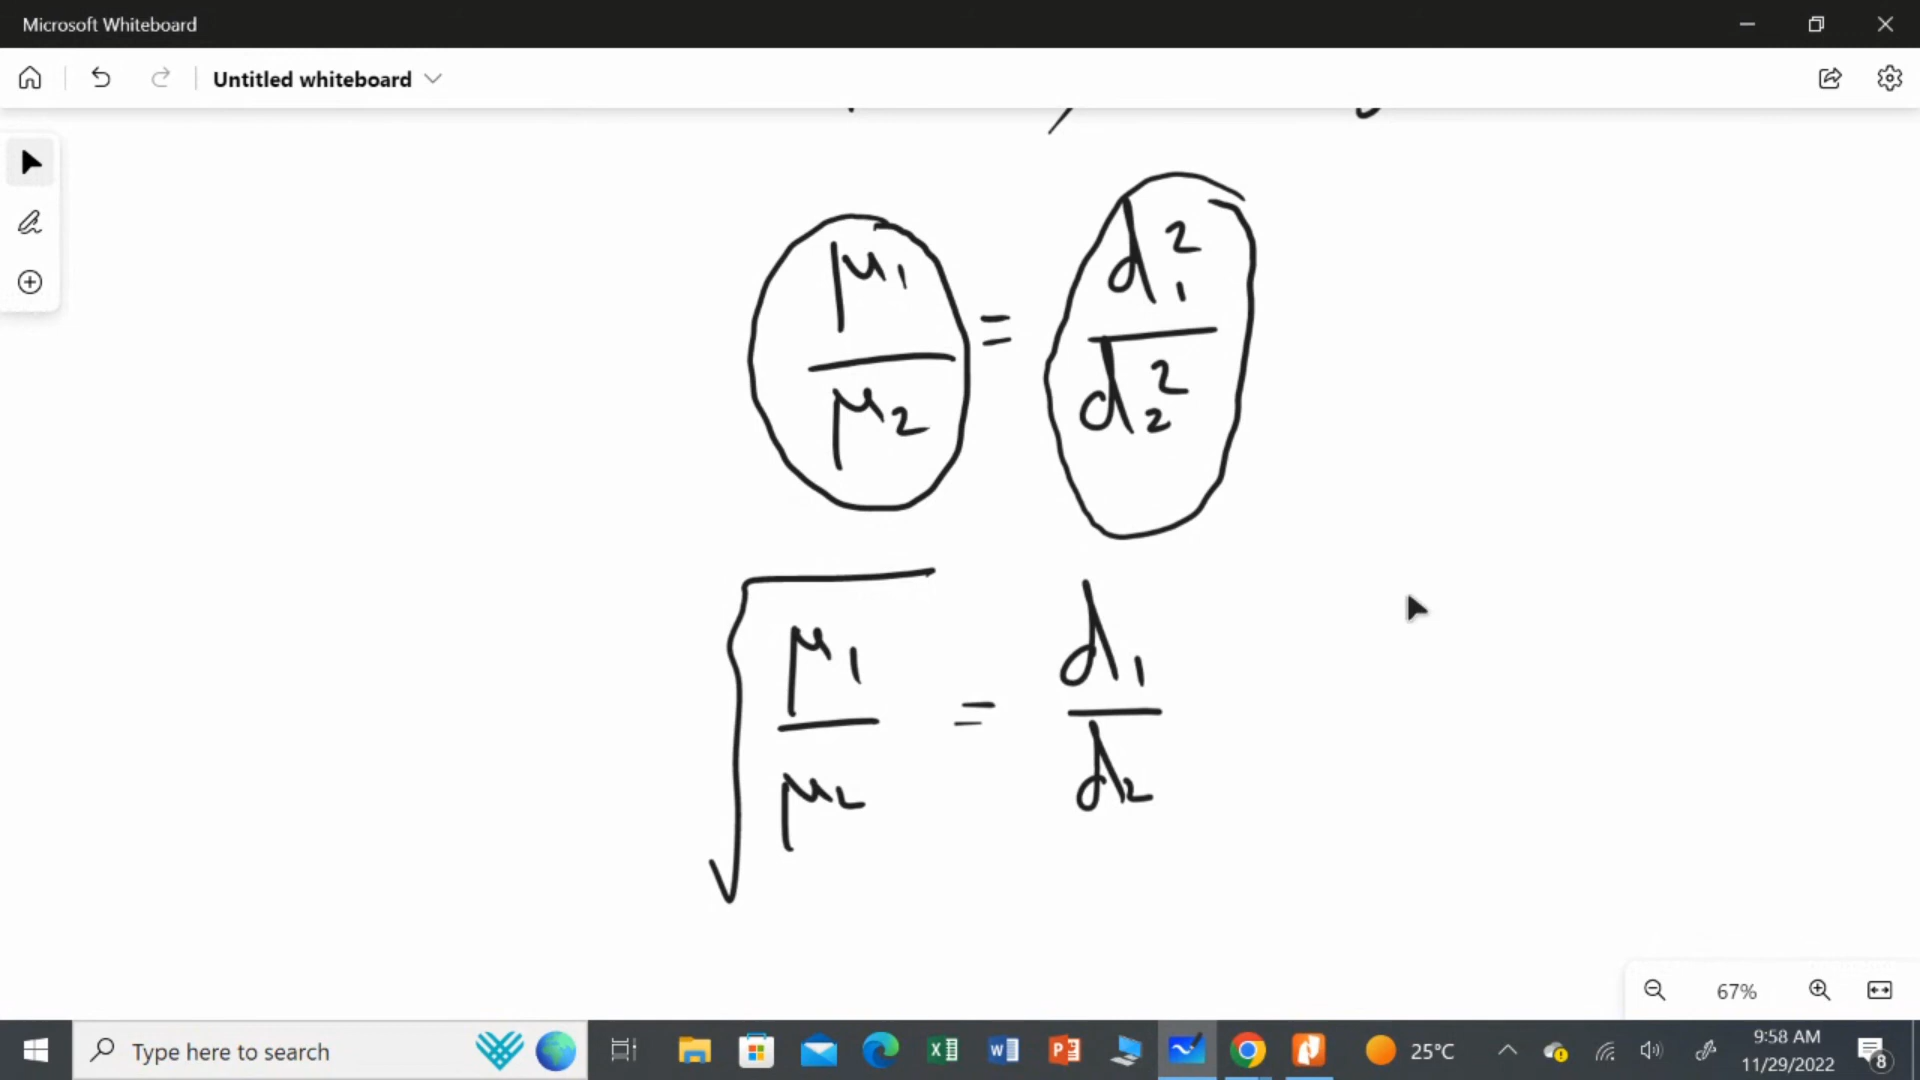 Microsoft Whiteboard
Untitled whiteboard
μ₁/μ₂ = d₁²/d₂²
√(μ₁/μ₂) = d₁/d₂
67%
Type here to search
25°C
9:58 AM
11/29/2022
8